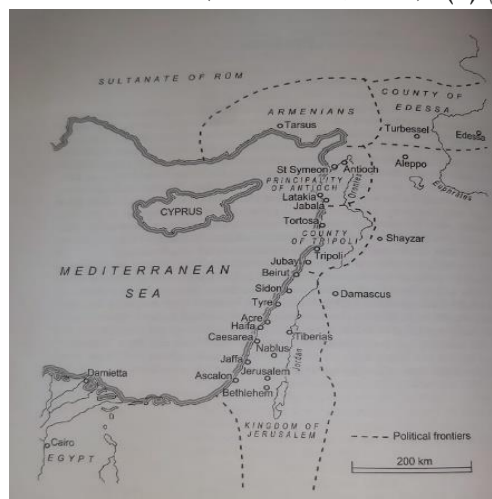 SULTANATE OF RŪM
COUNTY OF
EDESSA
ARMENIANS
Tarsus
Turbessel
Edessa
St Symeon
Antioch
Aleppo
PRINCIPALITY
OF ANTIOCH
Orontes
Euphrates
Latakia
Jabala
CYPRUS
Tortosa
COUNTY
OF TRIPOLI
Shayzar
Tripoli
MEDITERRANEAN
SEA
Jubay
Beirut
Sidon
Damascus
Tyre
Acre
Haifa
Tiberias
Caesarea
Nablus
Jordan
Jaffa
Damietta
Ascalon
Jerusalem
Bethlehem
KINGDOM OF
JERUSALEM
Political frontiers
Cairo
EGYPT
200 km